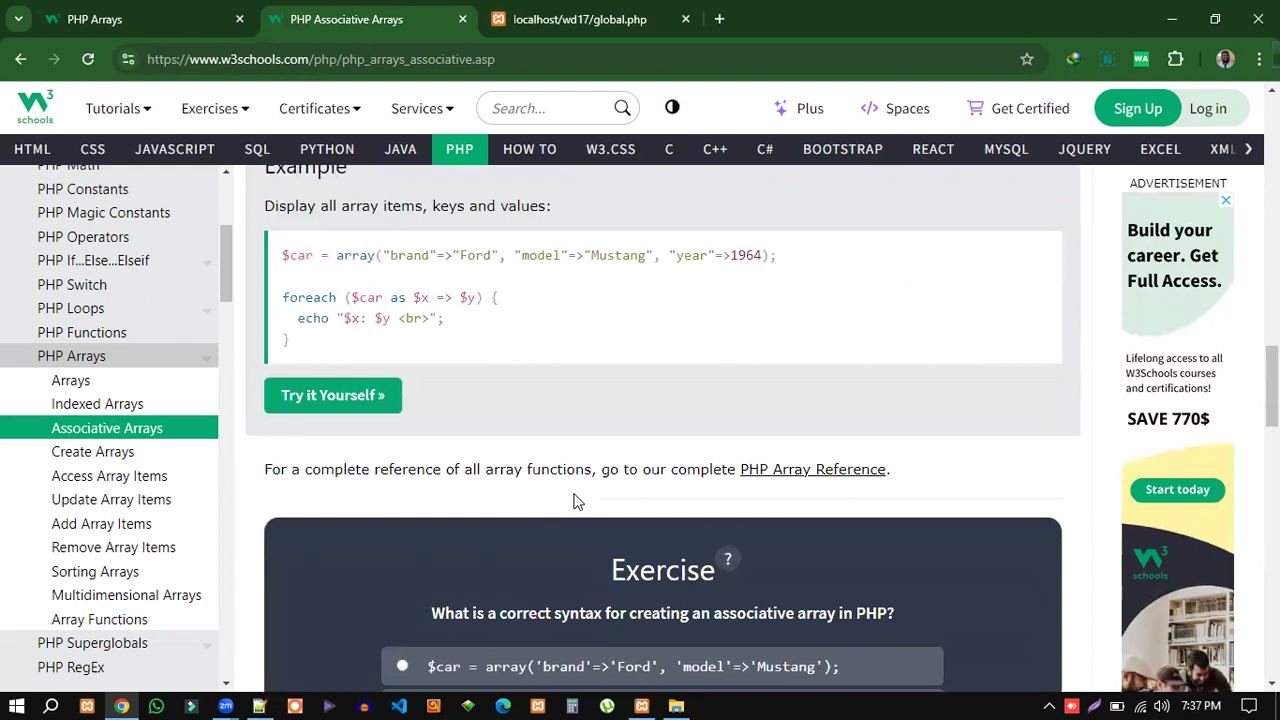 PHP Arrays
PHP Associative Arrays
localhost/wd17/global.php
https://www.w3schools.com/php/php_arrays_associative.asp
WA
W3
schools
Tutorials
Exercises
Certificates
Services
Search...
Plus
Spaces
Get Certified
Sign Up
Log in
HTML
CSS
JAVASCRIPT
SQL
PYTHON
JAVA
PHP
HOW TO
W3.CSS
C
C++
C#
BOOTSTRAP
REACT
MYSQL
JQUERY
EXCEL
PHP Constants
PHP Magic Constants
PHP Operators
PHP If...Else...Elseif
PHP Switch
PHP Loops
PHP Functions
PHP Arrays
Arrays
Indexed Arrays
Associative Arrays
Create Arrays
Access Array Items
Update Array Items
Add Array Items
Remove Array Items
Sorting Arrays
Multidimensional Arrays
Array Functions
PHP Superglobals
PHP RegEx
Example
Display all array items, keys and values:
$car = array("brand"=>"Ford", "model"=>"Mustang", "year"=>1964);
foreach ($car as $x => $y) {
echo "$x: $y <br>";
}
Try it Yourself »
For a complete reference of all array functions, go to our complete PHP Array Reference.
Exercise
?
What is a correct syntax for creating an associative array in PHP?
$car = array('brand'=>'Ford', 'model'=>'Mustang');
ADVERTISEMENT
Build your
career. Get
Full Access.
Lifelong access to all
W3Schools courses
and certifications!
SAVE 770$
Start today
W3
schools
7:37 PM